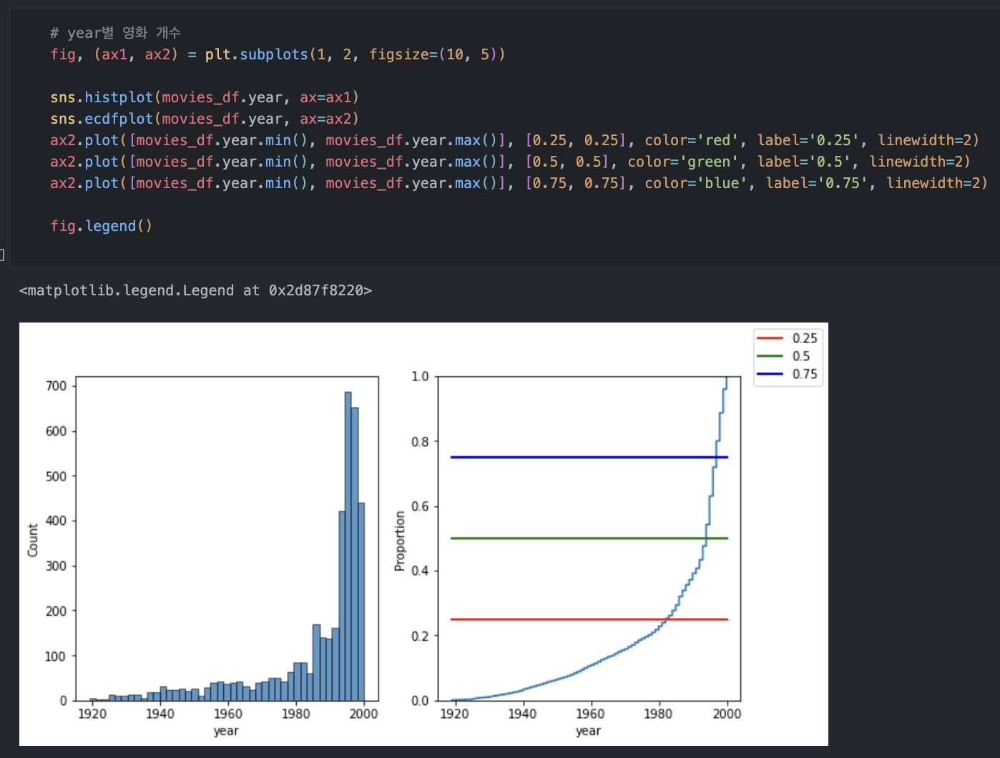 # year별 영화 개수
fig, (ax1, ax2) = plt.subplots(1, 2, figsize=(10, 5))
sns.histplot(movies_df.year, ax=ax1)
sns.ecdfplot(movies_df.year, ax=ax2)
ax2.plot([movies_df.year.min(), movies_df.year.max()], [0.25, 0.25], color='red', label='0.25', linewidth=2)
ax2.plot([movies_df.year.min(), movies_df.year.max()], [0.5, 0.5], color='green', label='0.5', linewidth=2)
ax2.plot([movies_df.year.min(), movies_df.year.max()], [0.75, 0.75], color='blue', label='0.75', linewidth=2)
fig.legend()
]
<matplotlib.legend.Legend at 0x2d87f8220>
700
600
500
400
300
200
100
0
Count
1920 1940 1960 1980 2000
year
1.0
0.8
0.6
0.4
0.2
0.0
Proportion
1920 1940 1960 1980 2000
year
0.25
0.5
0.75